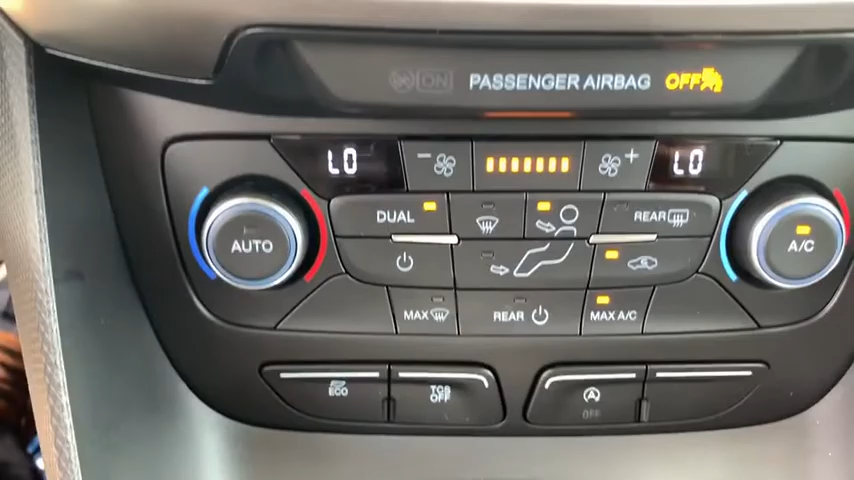 ON PASSENGER AIRBAG OFF
LO LO
DUAL REAR
AUTO A/C
MAX REAR MAX A/C
ECO TCS OFF A OFF